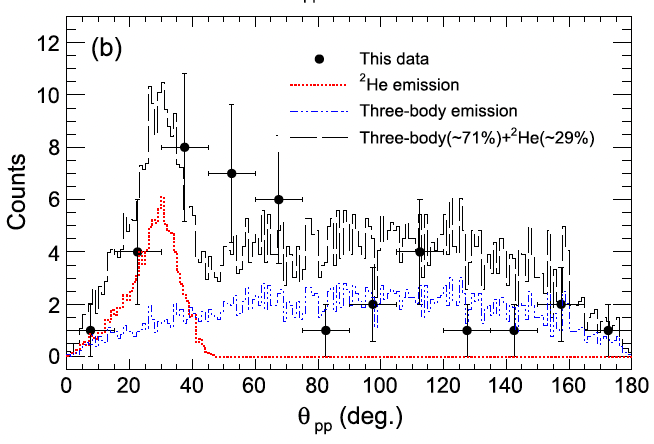 (b)
This data
²He emission
Three-body emission
Three-body(~71%)+²He(~29%)
Counts
12
10
8
6
4
2
0
0 20 40 60 80 100 120 140 160 180
θ pp (deg.)